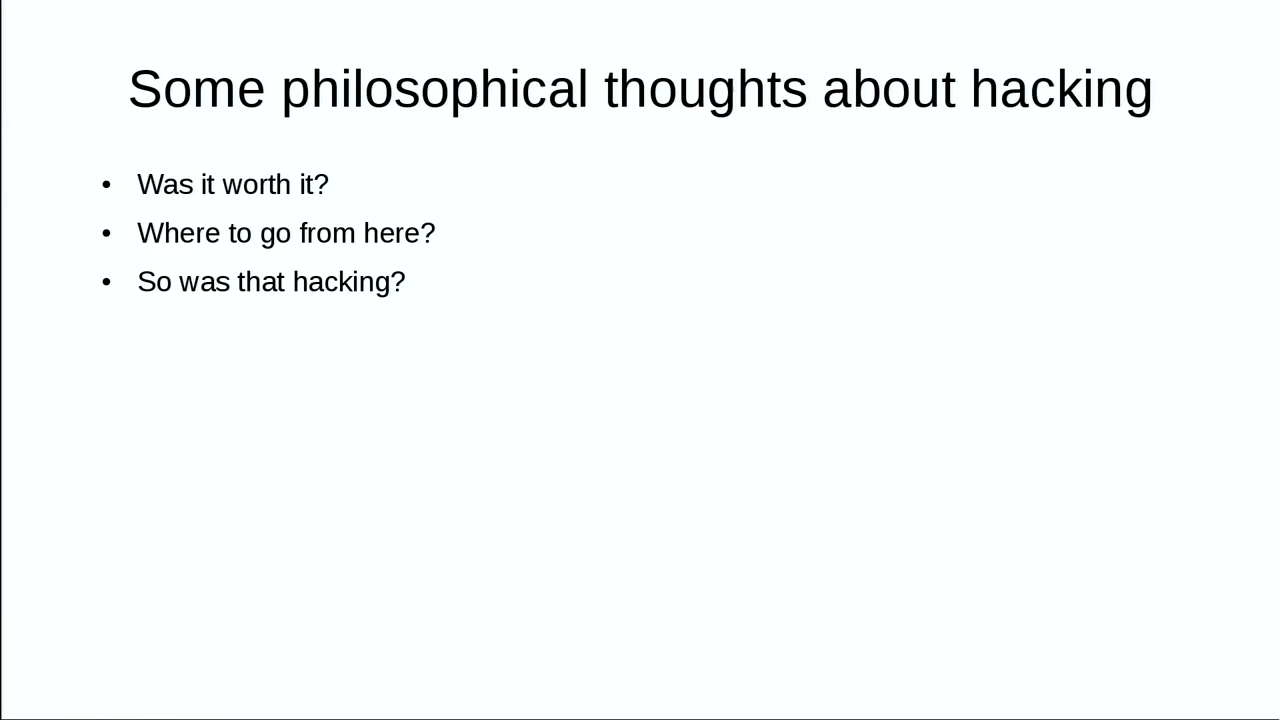 Some philosophical thoughts about hacking
• Was it worth it?
• Where to go from here?
• So was that hacking?